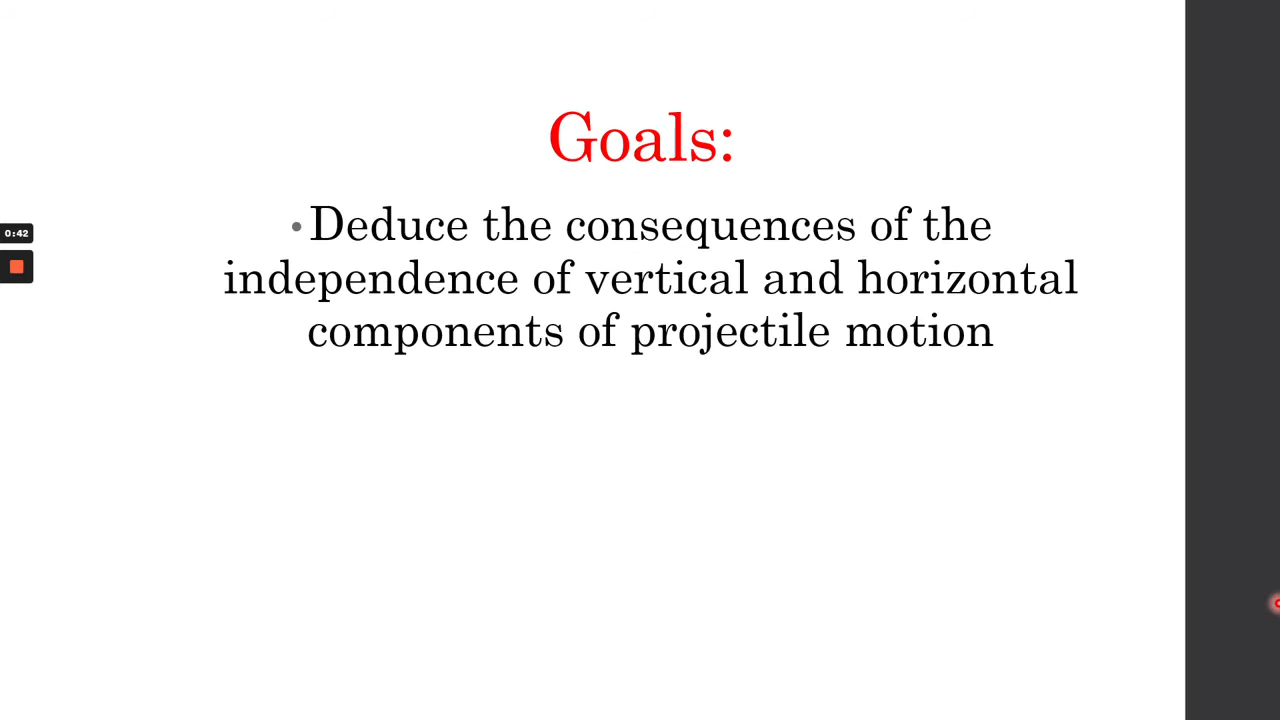 Goals:
•Deduce the consequences of the
independence of vertical and horizontal
components of projectile motion
0:42